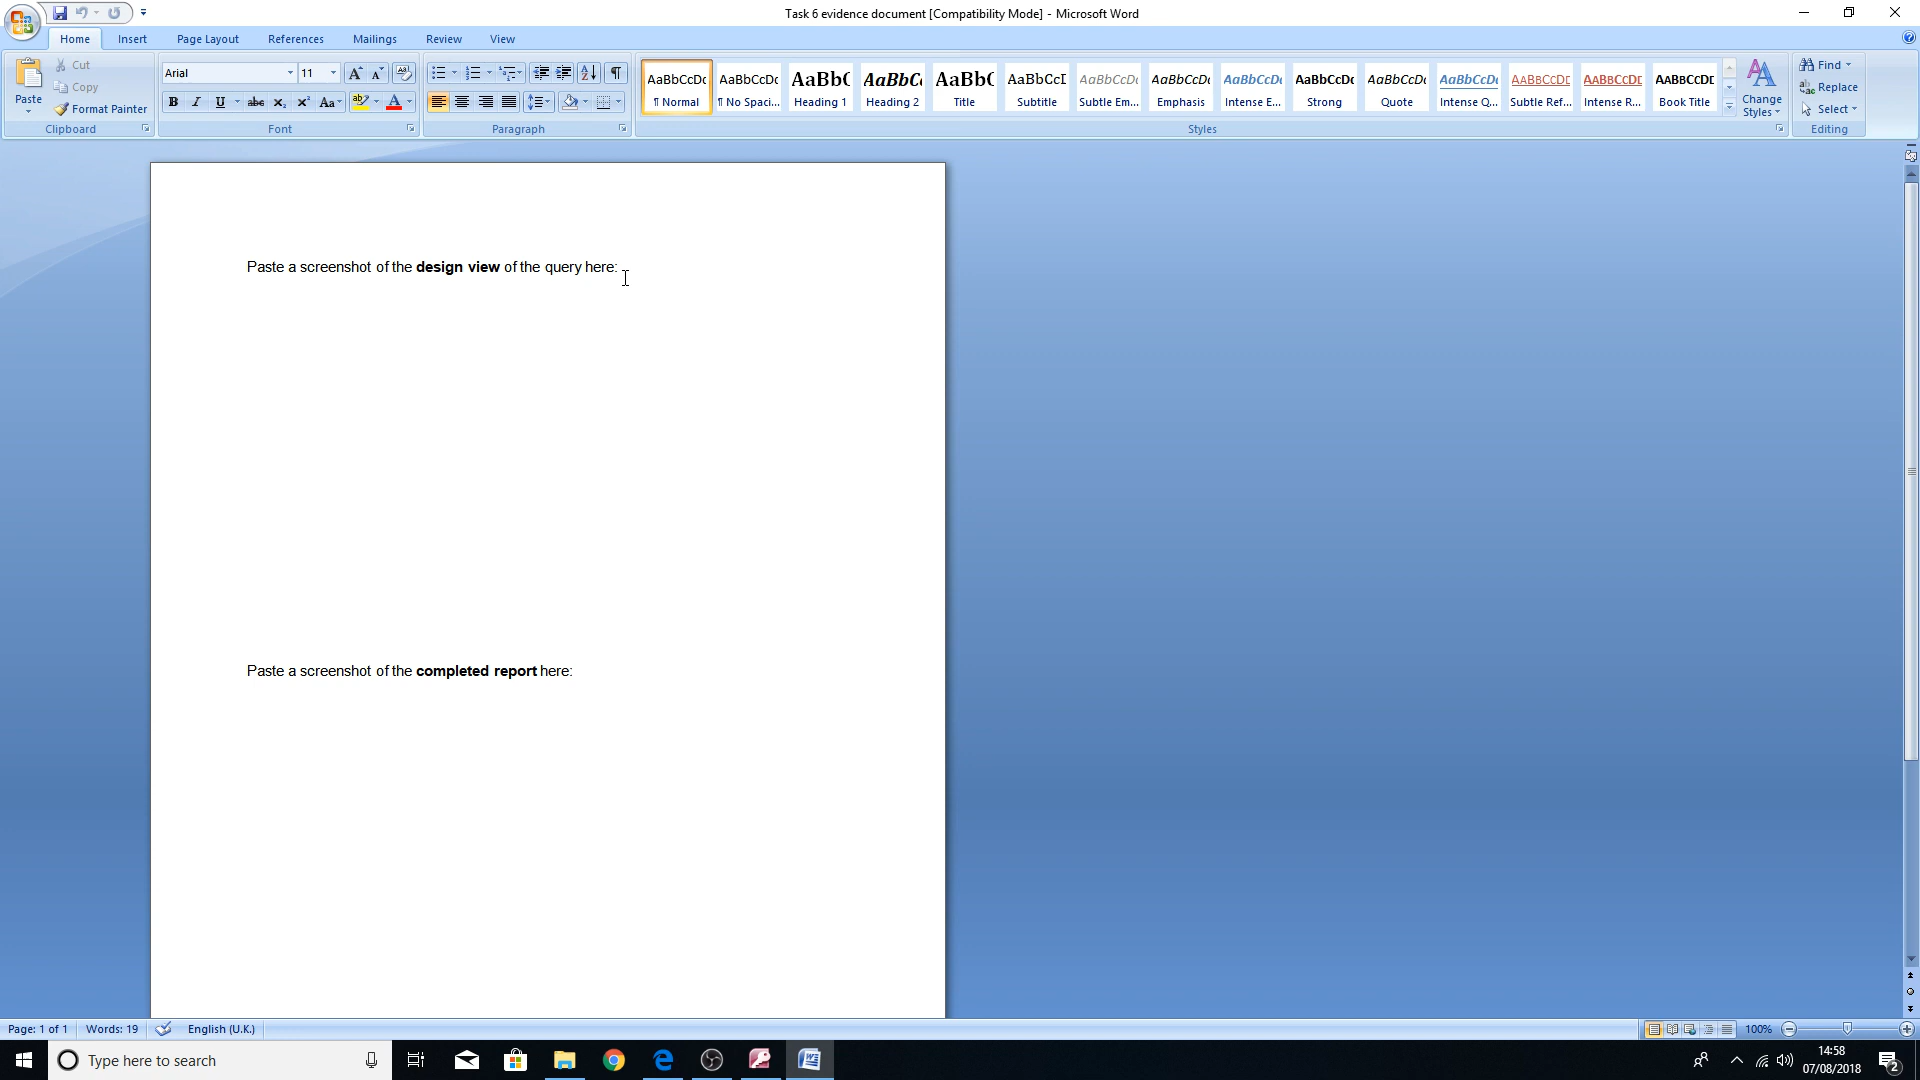 Task 6 evidence document [Compatibility Mode] - Microsoft Word
Home Insert Page Layout References Mailings Review View
Paste
Cut
Copy
Format Painter
Clipboard
Arial 11
Font
Paragraph
AaBbCcDc AaBbCcDc AaBbC AaBbCc AaBbC AaBbCcI AaBbCcDc AaBbCcDc AaBbCcDc AaBbCcDc AaBbCcDc AaBbCcDc AABBCCDE AABBCCDE AABBCCDE
¶ Normal ¶ No Spaci... Heading 1 Heading 2 Title Subtitle Subtle Em... Emphasis Intense E... Strong Quote Intense Q... Subtle Ref... Intense R... Book Title
Styles
Change
Styles
Find
Replace
Select
Editing
Paste a screenshot of the design view of the query here:
Paste a screenshot of the completed report here:
Page: 1 of 1 Words: 19 English (U.K.) 100%
Type here to search
14:58
07/08/2018
2